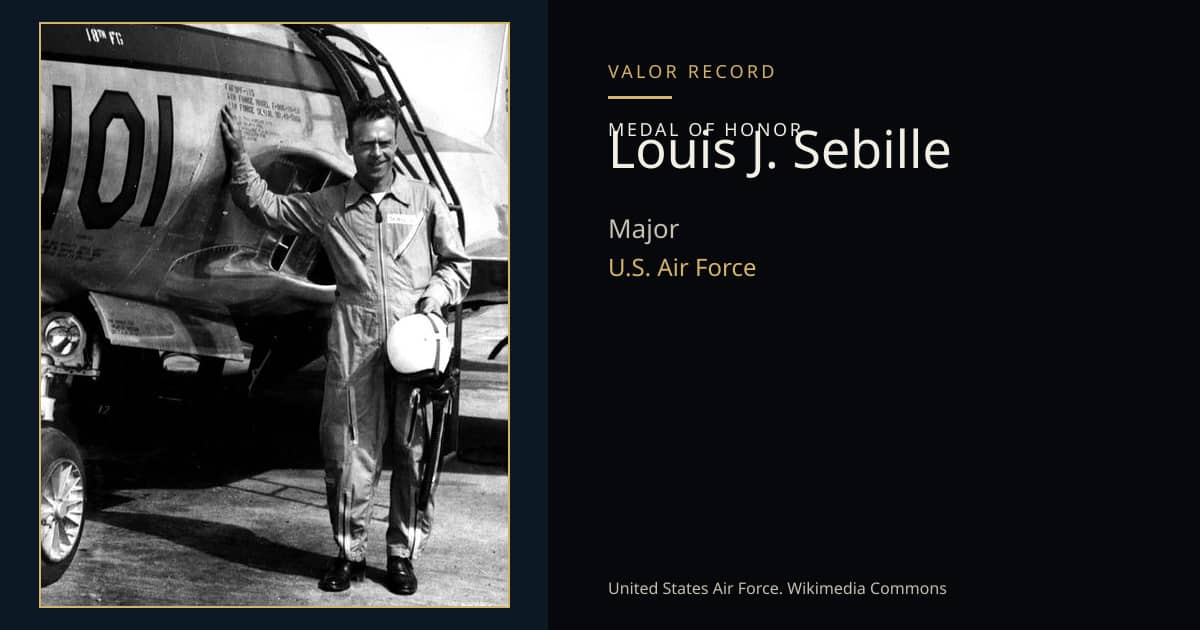 18TH FG
101
VALOR RECORD
MEDAL OF HONOR
Louis J. Sebille
Major
U.S. Air Force
United States Air Force. Wikimedia Commons